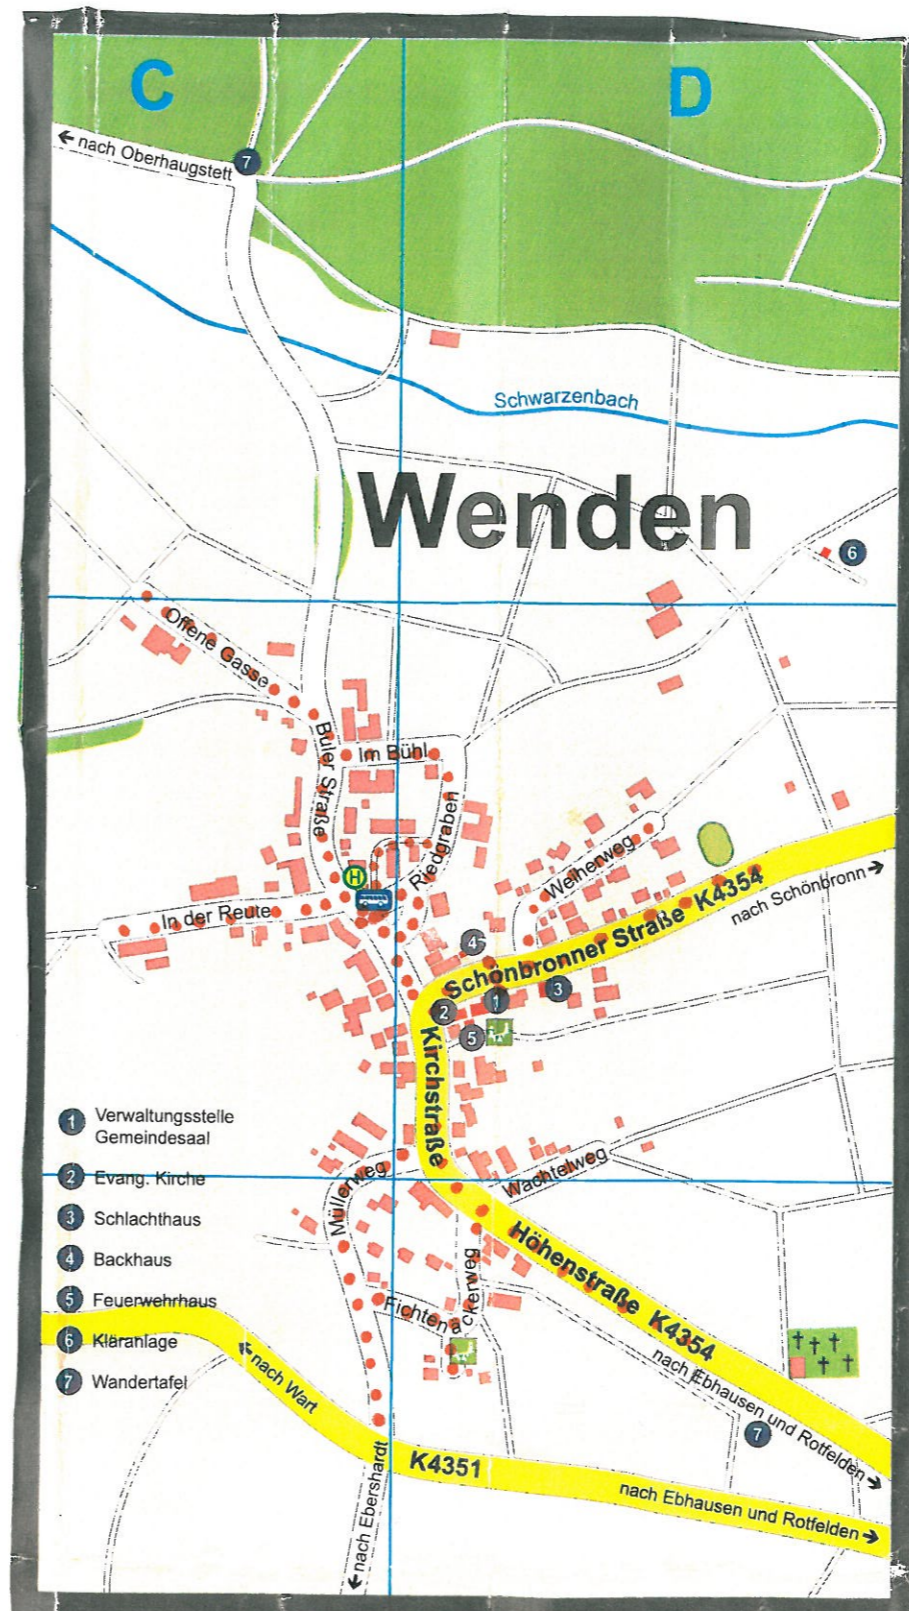 C
D
← nach Oberhaugstett
7
Schwarzenbach
Wenden
6
Offene Gasse
Buler Straße
Im Bühl
Riedgraben
Weiherweg
H
In der Reute
Schönbronner Straße K4354
nach Schönbronn →
4
3
1
2
5
Kirchstraße
1 Verwaltungsstelle
Gemeindesaal
2 Evang. Kirche
3 Schlachthaus
4 Backhaus
5 Feuerwehrhaus
6 Kläranlage
7 Wandertafel
Müllerweg
Wachtelweg
Höhenstraße K4354
Fichtenackerweg
nach Ebhausen und Rotfelden →
← nach Wart
7
K4351
nach Ebhausen und Rotfelden →
← nach Ebershardt